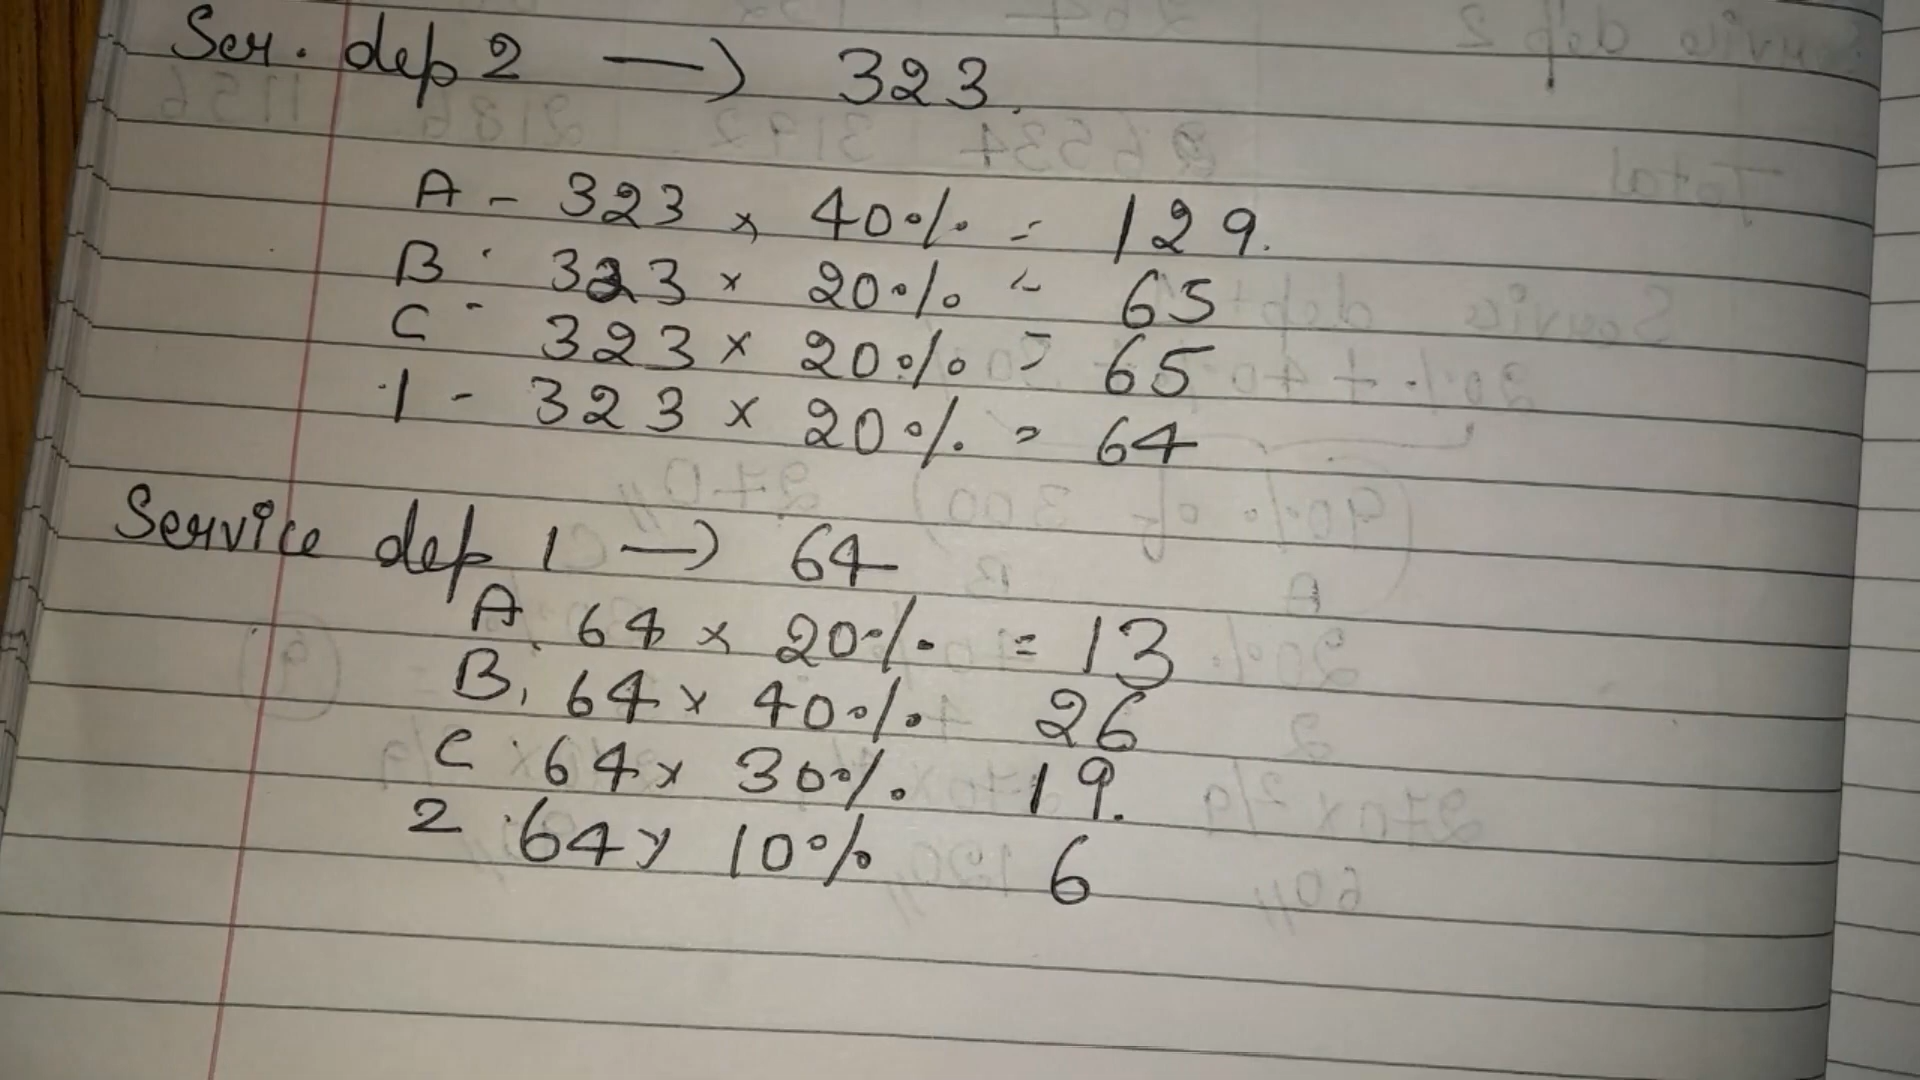 Ser. dep 2 → 323.
A - 323 × 40% = 129.
B - 323 × 20% = 65
C - 323 × 20% = 65
1 - 323 × 20% = 64
Service dep 1 → 64
A. 64 × 20% = 13
B. 64 × 40% 26
C. 64 × 30% 19.
2. 64 × 10% 6